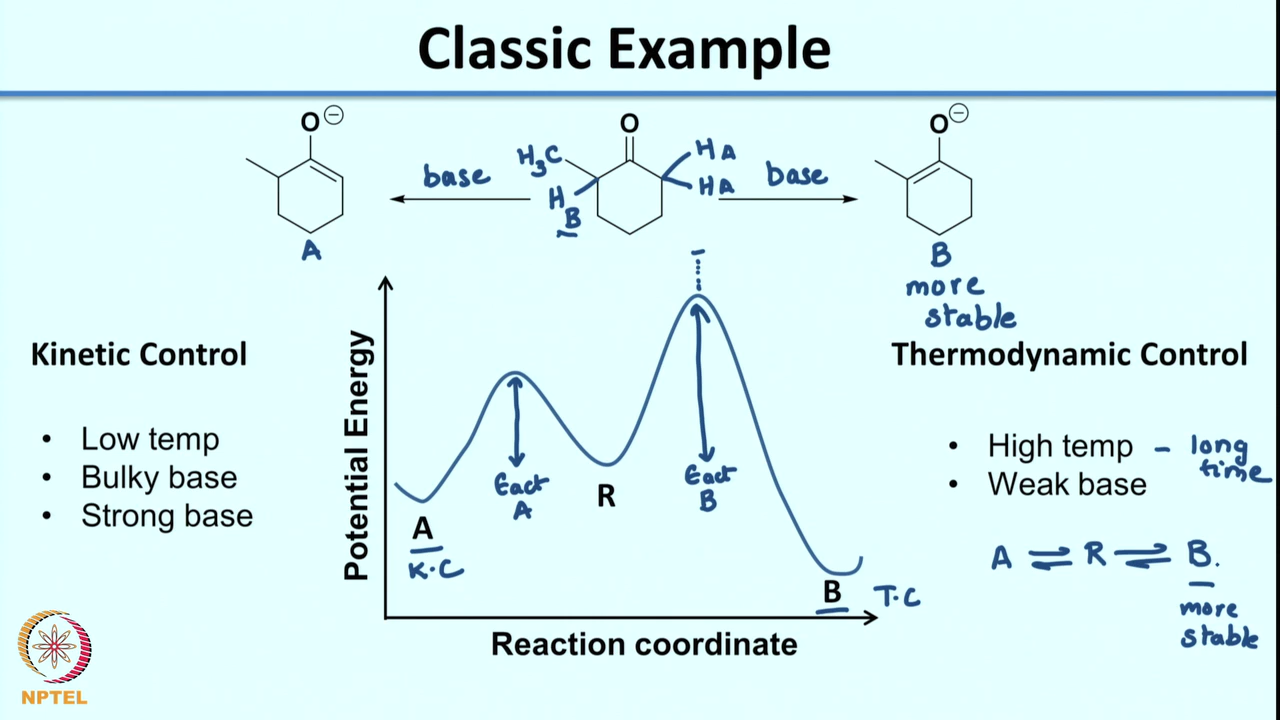 Classic Example
O⊖
O
O⊖
base
H₃C
H
B
H A
H A
base
A
B
more
stable
Kinetic Control
• Low temp
• Bulky base
• Strong base
Potential Energy
Eact
A
R
Eact
B
A
K.C
B
T.C
Reaction coordinate
Thermodynamic Control
• High temp – long
time
• Weak base
A ⇌ R ⇌ B.
more
stable
NPTEL